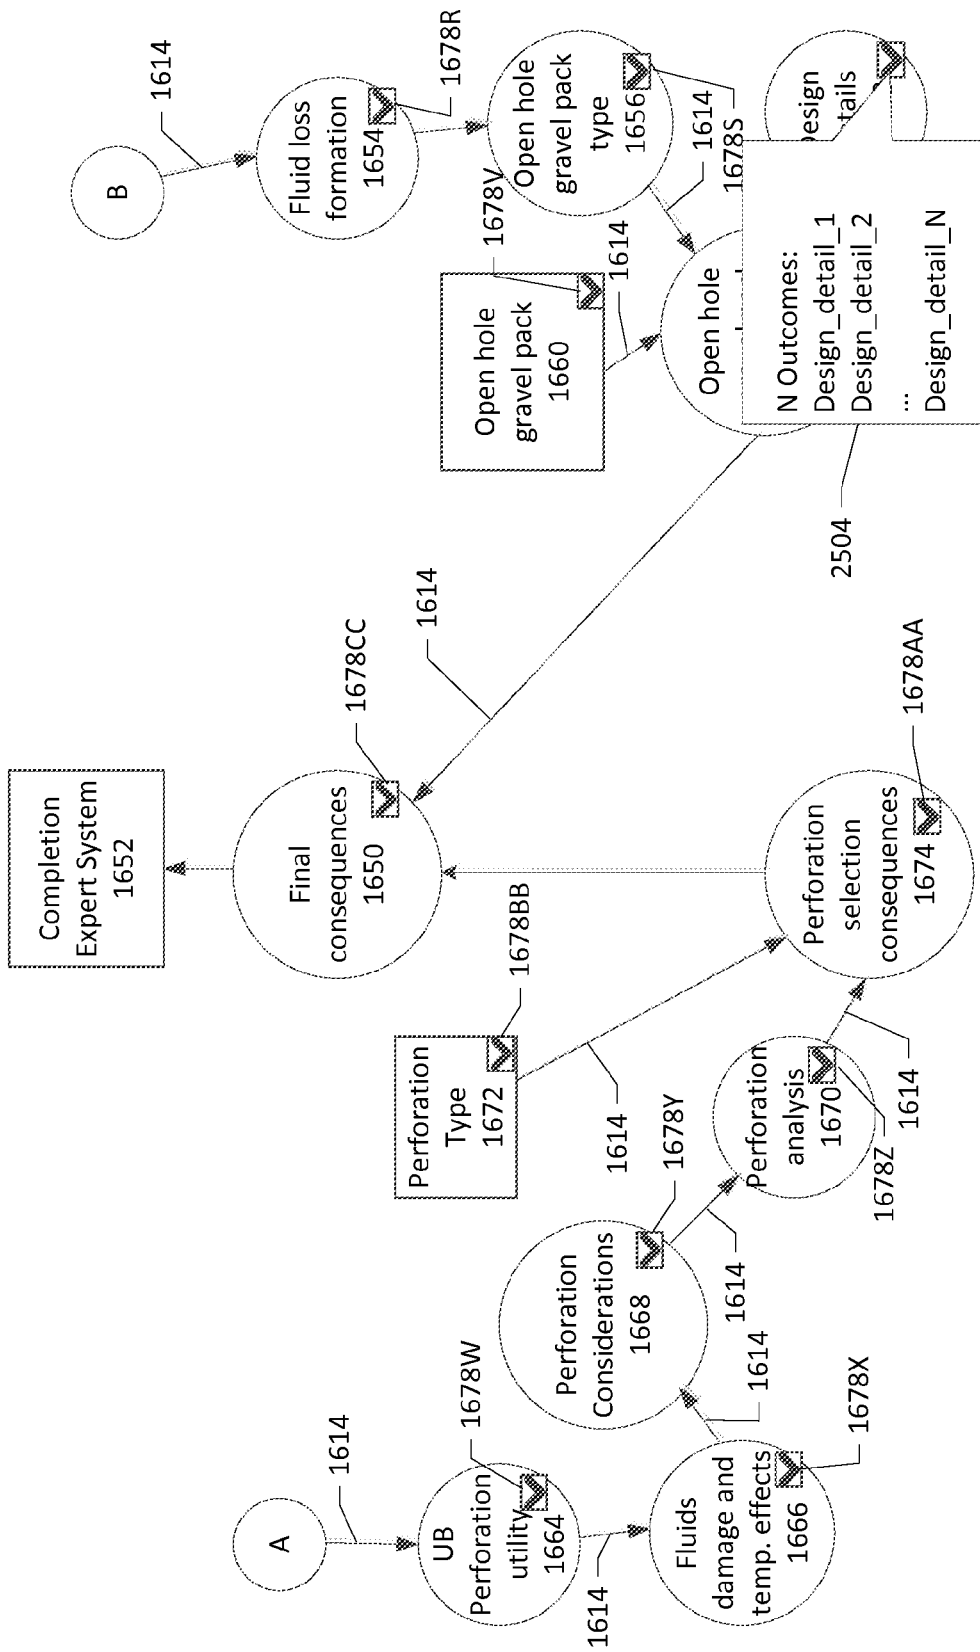 Completion
Expert System
1652
B
1614
Fluid loss
formation
1654
1678R
Final
consequences
1650
1678CC
1614
Open hole
gravel pack
1660
1678V
1614
Open hole
gravel pack
type
1656
1614
1678S
Open hole
Design
tails
N Outcomes:
Design_detail_1
Design_detail_2
...
Design_detail_N
2504
Perforation
Type
1672
1678BB
1614
A
1614
UB
Perforation
utility
1664
1678W
1614
Fluids
damage and
temp. effects
1666
1678X
1614
Perforation
Considerations
1668
1678Y
1614
Perforation
analysis
1670
1678Z
1614
Perforation
selection
consequences
1674
1678AA